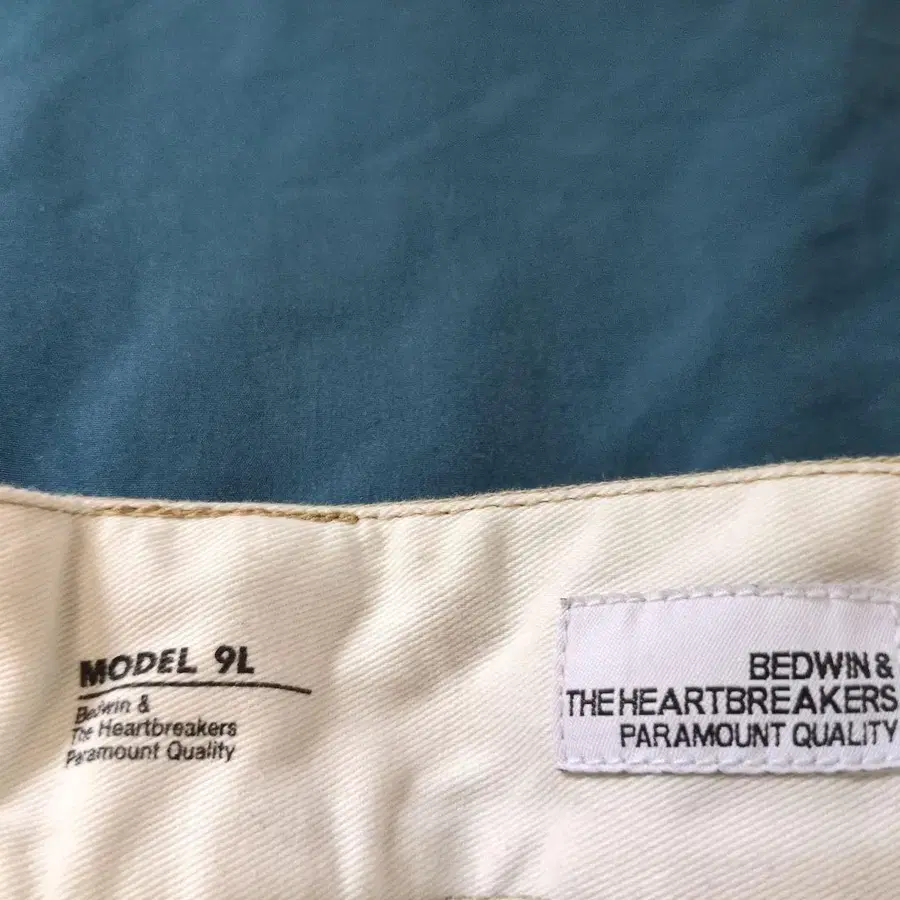 MODEL 9L
Bedwin &
The Heartbreakers
Paramount Quality
BEDWIN &
THE HEARTBREAKERS
PARAMOUNT QUALITY